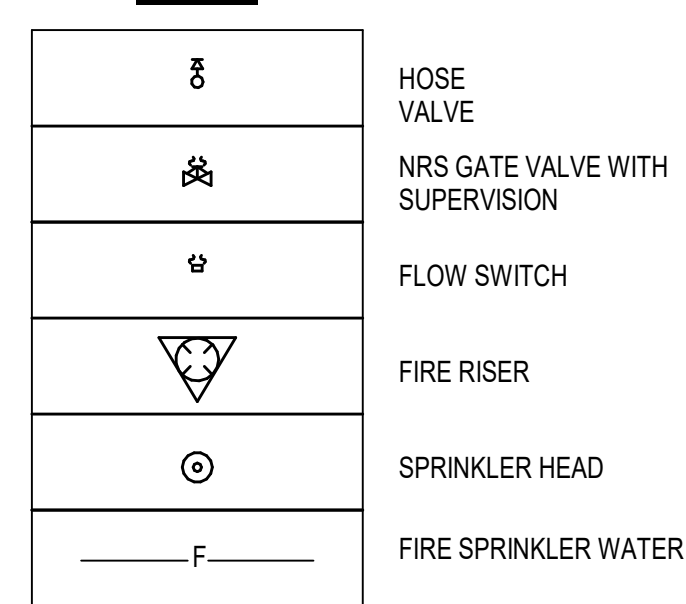 HOSE
VALVE
NRS GATE VALVE WITH
SUPERVISION
FLOW SWITCH
FIRE RISER
SPRINKLER HEAD
F
FIRE SPRINKLER WATER